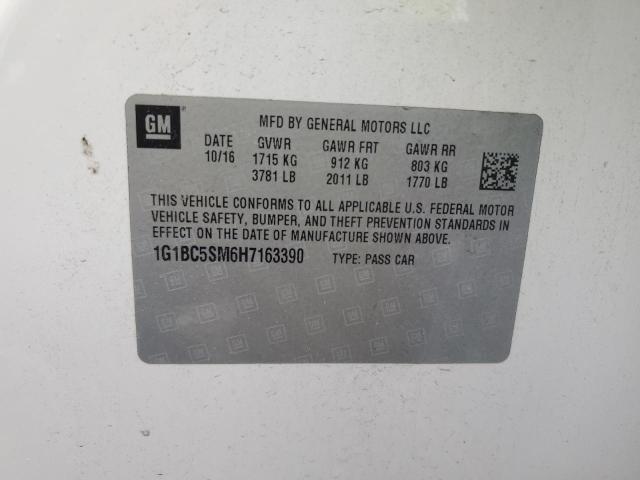 GM
MFD BY GENERAL MOTORS LLC
DATE GVWR GAWR FRT GAWR RR
10/16 1715 KG 912 KG 803 KG
3781 LB 2011 LB 1770 LB
THIS VEHICLE CONFORMS TO ALL APPLICABLE U.S. FEDERAL MOTOR
VEHICLE SAFETY, BUMPER, AND THEFT PREVENTION STANDARDS IN
EFFECT ON THE DATE OF MANUFACTURE SHOWN ABOVE.
1G1BC5SM6H7163390 TYPE: PASS CAR